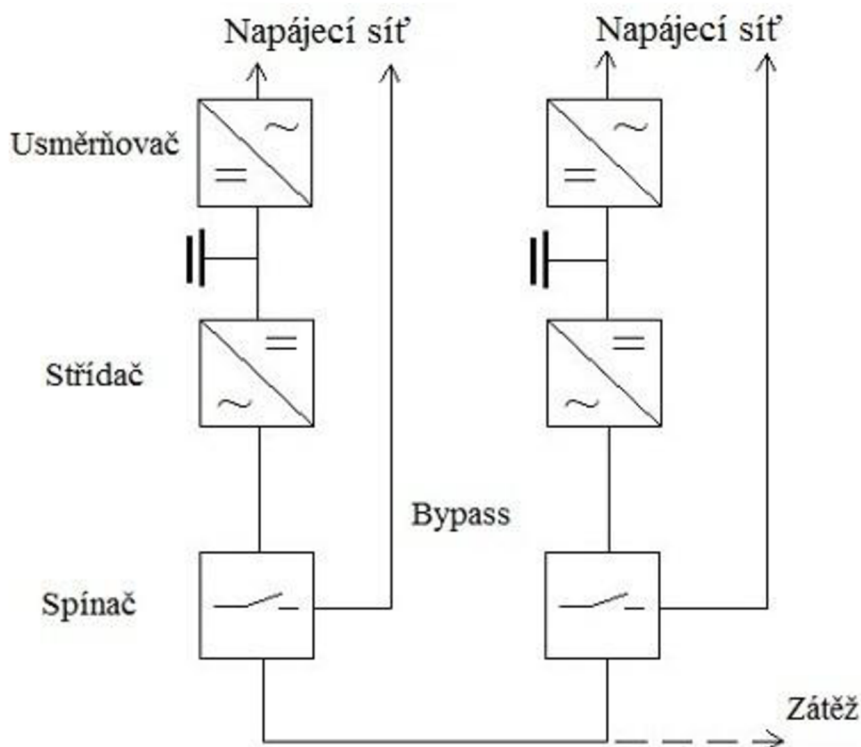 Napájecí síť
Napájecí síť
Usměrňovač
Střídač
Bypass
Spínač
Zátěž